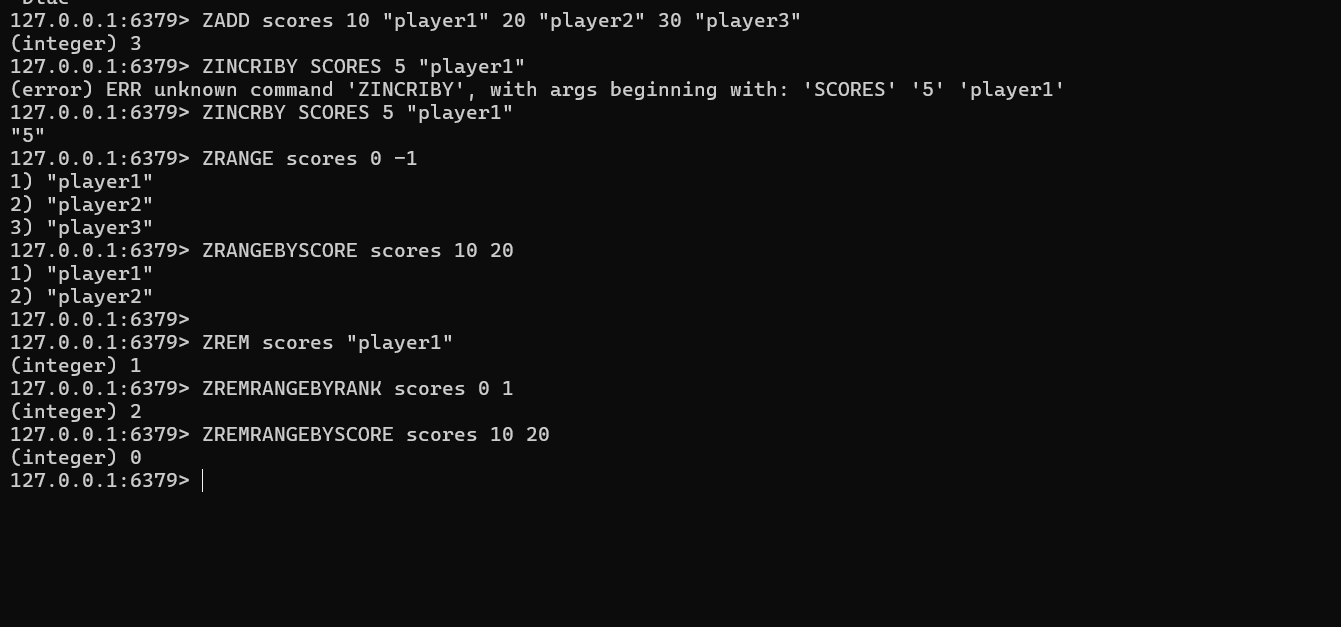 127.0.0.1:6379> ZADD scores 10 "player1" 20 "player2" 30 "player3"
(integer) 3
127.0.0.1:6379> ZINCRIBY SCORES 5 "player1"
(error) ERR unknown command 'ZINCRIBY', with args beginning with: 'SCORES' '5' 'player1'
127.0.0.1:6379> ZINCRBY SCORES 5 "player1"
"5"
127.0.0.1:6379> ZRANGE scores 0 -1
1) "player1"
2) "player2"
3) "player3"
127.0.0.1:6379> ZRANGEBYSCORE scores 10 20
1) "player1"
2) "player2"
127.0.0.1:6379>
127.0.0.1:6379> ZREM scores "player1"
(integer) 1
127.0.0.1:6379> ZREMRANGEBYRANK scores 0 1
(integer) 2
127.0.0.1:6379> ZREMRANGEBYSCORE scores 10 20
(integer) 0
127.0.0.1:6379>